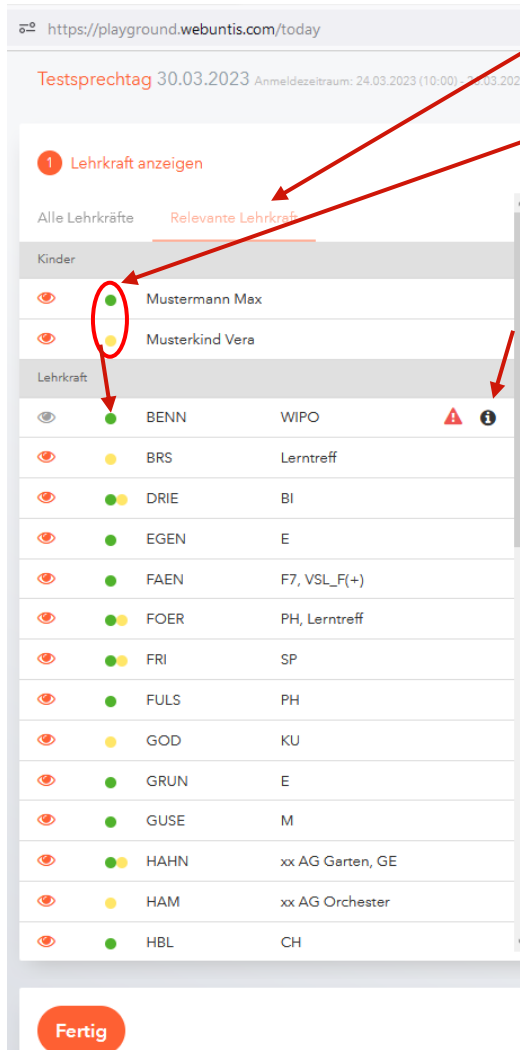 https://playground.webuntis.com/today
Testsprechtag 30.03.2023 Anmeldezeitraum: 24.03.2023 (10:00) -
1 Lehrkraft anzeigen
Alle Lehrkräfte Relevante Lehrkraft
Kinder
Mustermann Max
Musterkind Vera
Lehrkraft
BENN WIPO
BRS Lerntreff
DRIE BI
EGEN E
FAEN F7, VSL_F(+)
FOER PH, Lerntreff
FRI SP
FULS PH
GOD KU
GRUN E
GUSE M
HAHN xx AG Garten, GE
HAM xx AG Orchester
HBL CH
Fertig